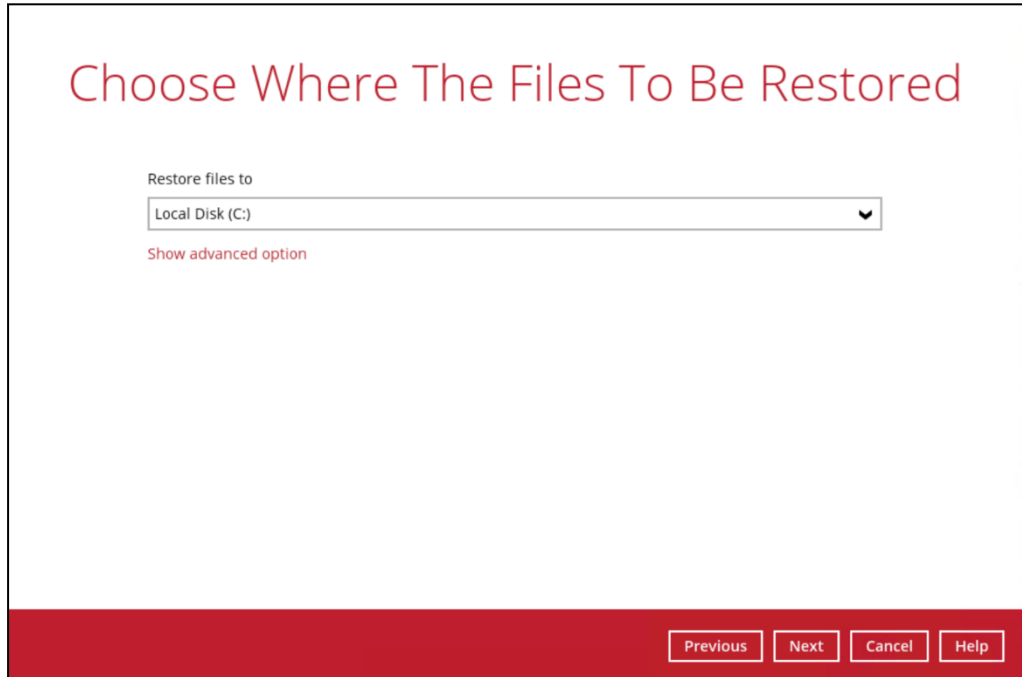 Choose Where The Files To Be Restored
Restore files to
Local Disk (C:)
Show advanced option
Previous Next Cancel Help